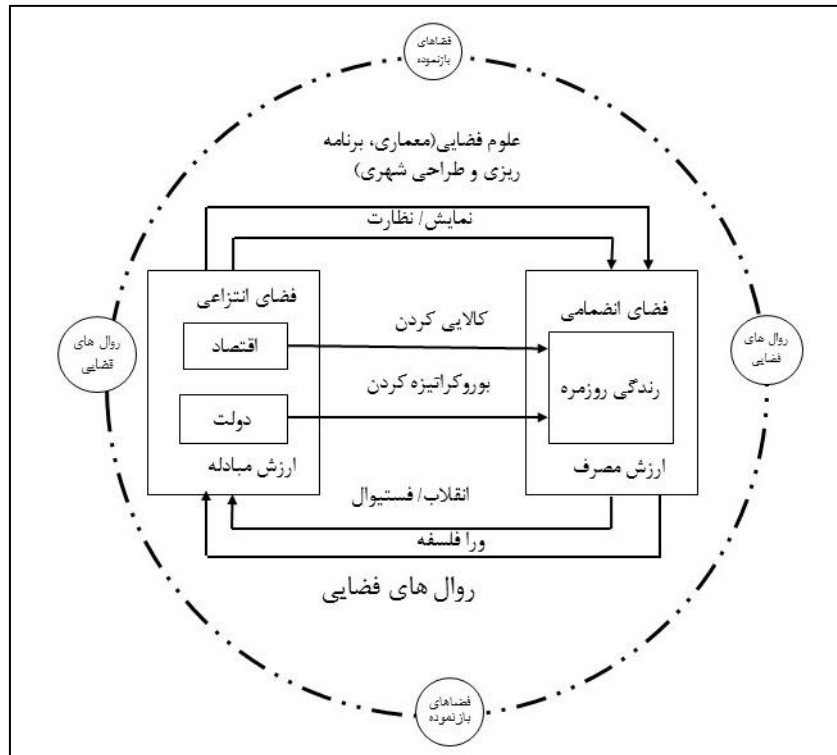 فضاهای
بازنموده
علوم فضایی(معماری، برنامه
ریزی و طراحی شهری)
نمایش/ نظارت
فضای انتزاعی
فضای انضمامی
کالایی کردن
اقتصاد
روال های
فضایی
روال های
فضایی
زندگی روزمره
بوروکراتیزه کردن
دولت
ارزش مبادله
ارزش مصرف
انقلاب/ فستیوال
ورا فلسفه
روال های فضایی
فضاهای
بازنموده